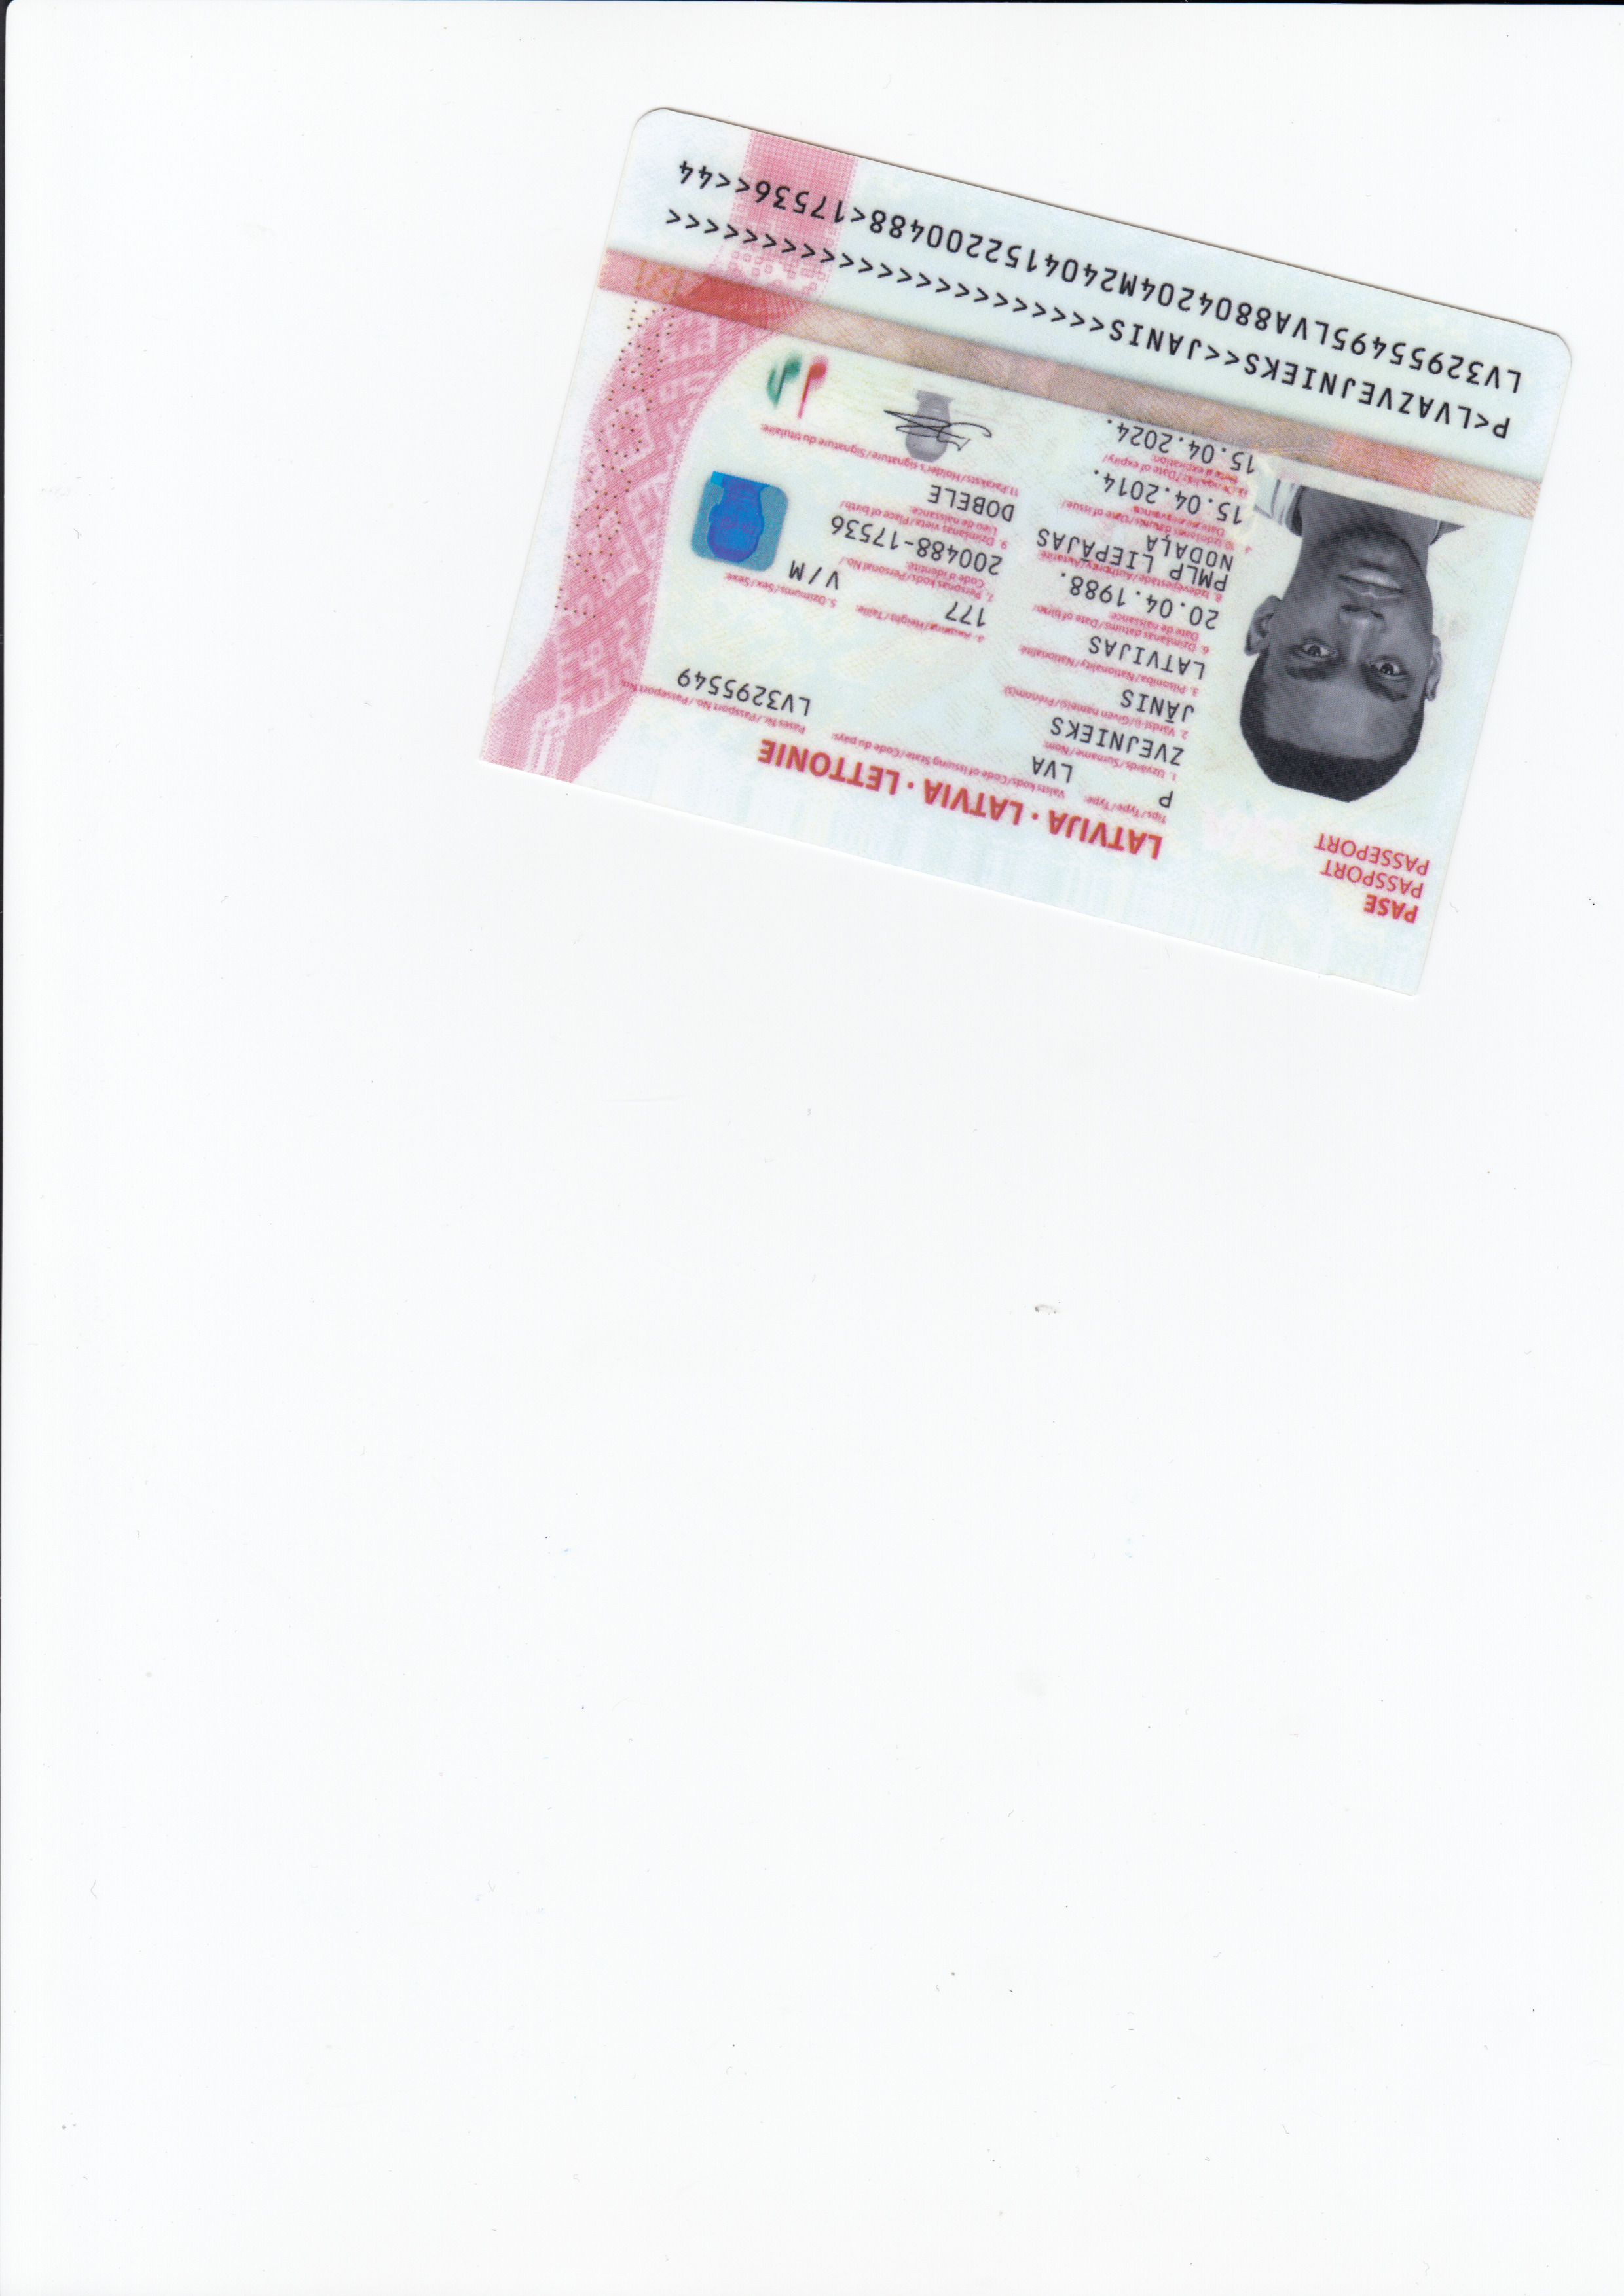 PASE
PASSPORT
PASSEPORT
LATVIJA · LATVIA · LETTONIE
Tips/Type/Type: Valsts kods/Code of issuing State/Code du pays: Pases Nr./Passport No./Passeport No.
P LVA LV3295549
1. Uzvārds/Surname/Nom:
ZVEJNIEKS
2. Vārds(-i)/Given name(s)/Prénom(s)
JĀNIS
3. Pilsonība/Nationality/Nationalité:
LATVIJAS
4. Augums/Height/Taille:
177
5. Dzimums/Sex/Sexe:
V/M
6. Dzimšanas datums/Date of birth/
Date de naissance:
20.04.1988.
7. Personas kods/Personal No/
Code d'identité:
200488-17536
8. Izdevējiestāde/Authority/Autorité:
PMLP LIEPĀJAS
NODAĻA
9. Dzimšanas vieta/Place of birth/
Lieu de naissance:
DOBELE
10. Izdošanas datums/Date of issue/
Date de délivrance:
15.04.2014.
11. Paraksts/Holder's signature/Signature du titulaire:
Date of expiry/
Date d'expiration:
15.04.2024.
P<LVAZVEJNIEKS<<JANIS<<<<<<<<<<<<<<<<<<<<<<<
LV32955495LVA8804204M2404152200488<17536<<44